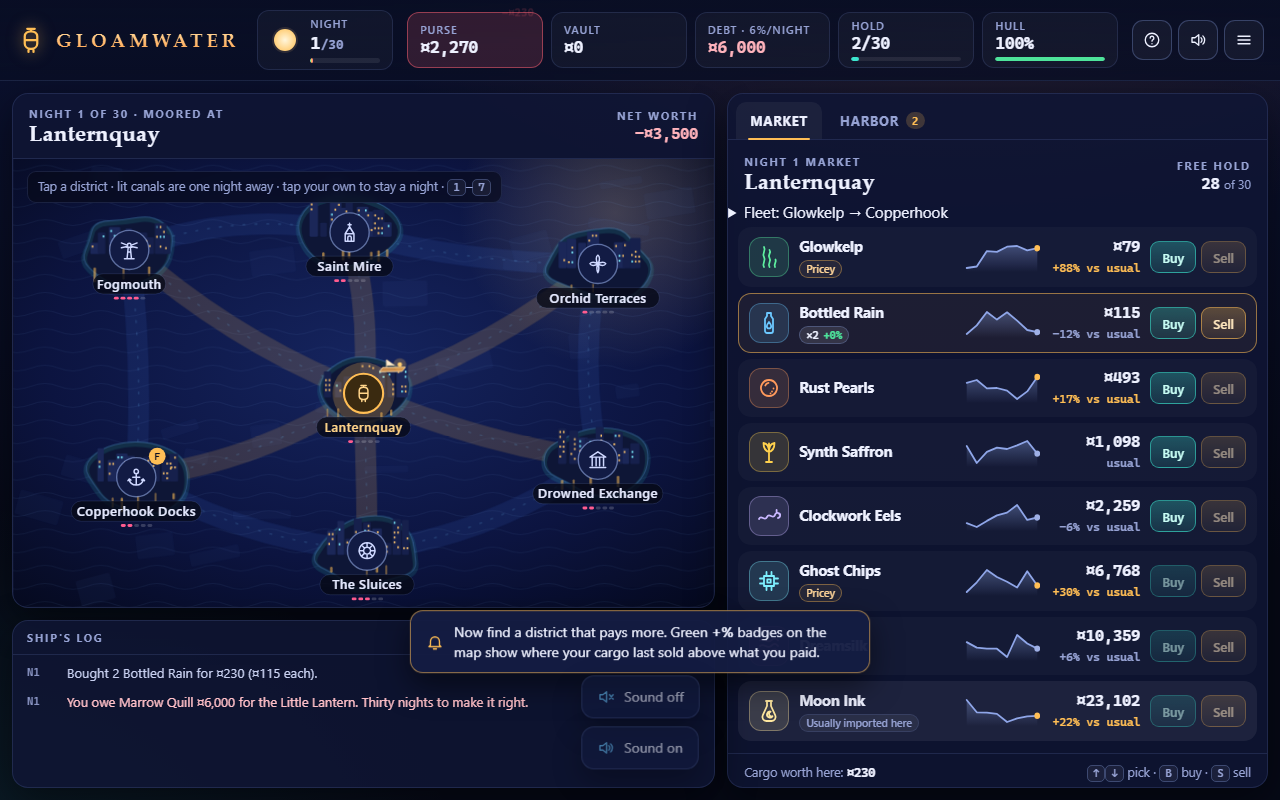 GLOAMWATER
NIGHT
1/30
PURSE
¤2,270
VAULT
¤0
DEBT · 6%/NIGHT
¤6,000
HOLD
2/30
HULL
100%
NIGHT 1 OF 30 · MOORED AT
Lanternquay
NET WORTH
−¤3,500
Tap a district · lit canals are one night away · tap your own to stay a night · 1–7
Fogmouth
Saint Mire
Orchid Terraces
Lanternquay
F
Copperhook Docks
Drowned Exchange
The Sluices
SHIP'S LOG
N1 Bought 2 Bottled Rain for ¤230 (¤115 each).
N1 You owe Marrow Quill ¤6,000 for the Little Lantern. Thirty nights to make it right.
Now find a district that pays more. Green +% badges on the
map show where your cargo last sold above what you paid.
Sound off
Sound on
MARKET
HARBOR 2
NIGHT 1 MARKET
Lanternquay
FREE HOLD
28 of 30
Fleet: Glowkelp → Copperhook
Glowkelp
Pricey
¤79
+88% vs usual
Buy Sell
Bottled Rain
×2 +0%
¤115
−12% vs usual
Buy Sell
Rust Pearls
¤493
+17% vs usual
Buy Sell
Synth Saffron
¤1,098
usual
Buy Sell
Clockwork Eels
¤2,259
−6% vs usual
Buy Sell
Ghost Chips
Pricey
¤6,768
+30% vs usual
Buy Sell
¤10,359
+6% vs usual
Buy Sell
Moon Ink
Usually imported here
¤23,102
+22% vs usual
Buy Sell
Cargo worth here: ¤230
↑ ↓ pick · B buy · S sell